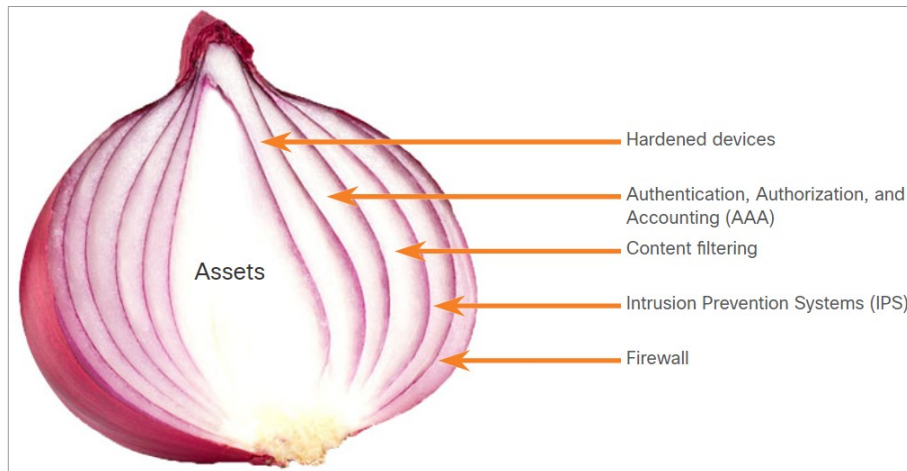 Hardened devices
Authentication, Authorization, and
Accounting (AAA)
Content filtering
Assets
Intrusion Prevention Systems (IPS)
Firewall